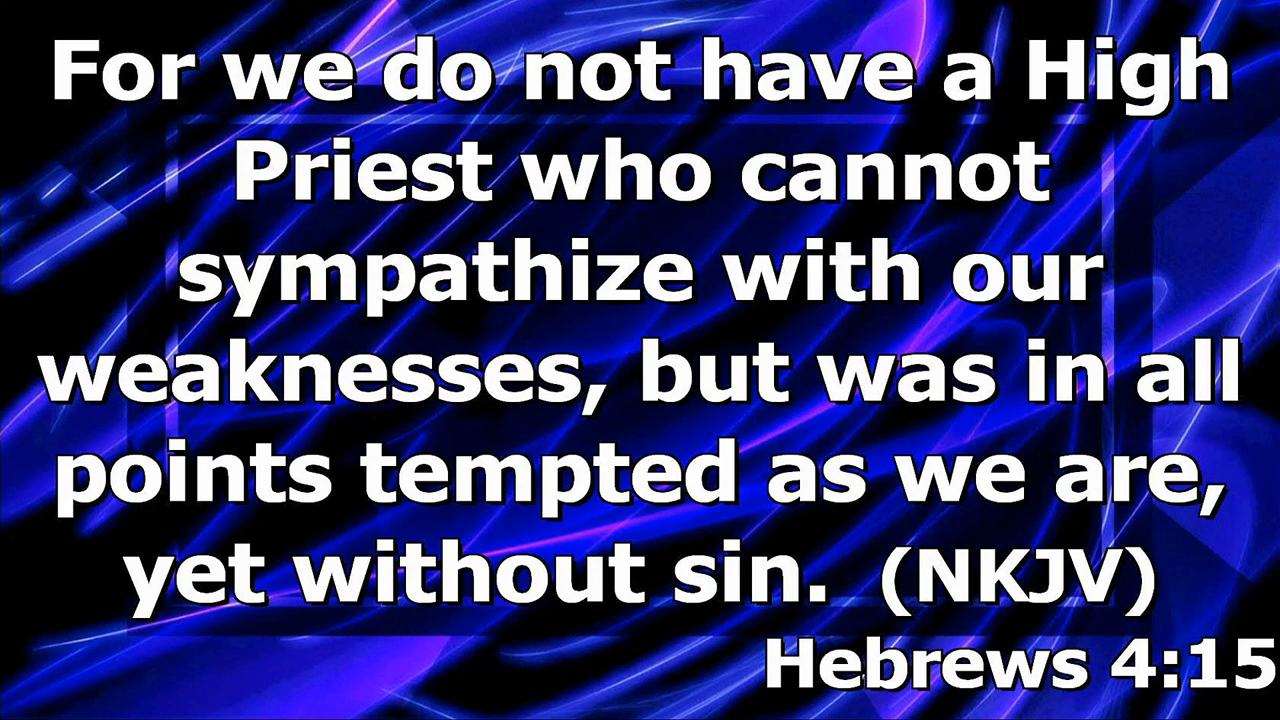 For we do not have a High
Priest who cannot
sympathize with our
weaknesses, but was in all
points tempted as we are,
yet without sin. (NKJV)
Hebrews 4:15